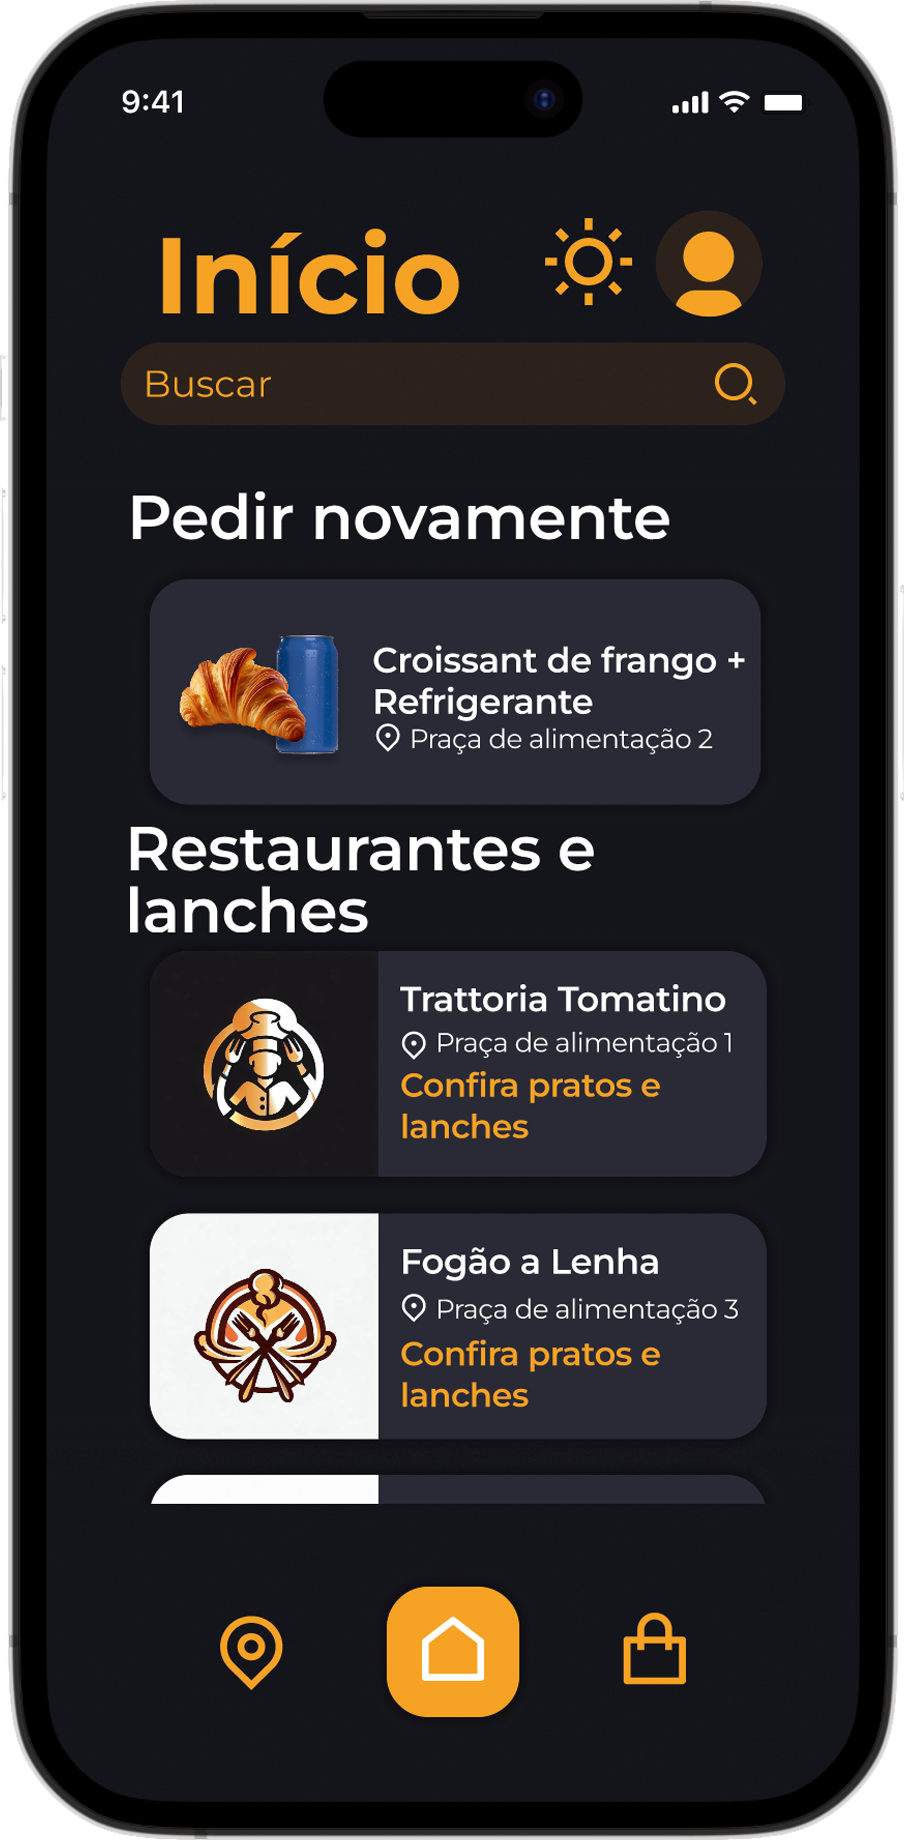 9:41
Início
Buscar
Pedir novamente
Croissant de frango +
Refrigerante
Praça de alimentação 2
Restaurantes e
lanches
Trattoria Tomatino
Praça de alimentação 1
Confira pratos e
lanches
Fogão a Lenha
Praça de alimentação 3
Confira pratos e
lanches